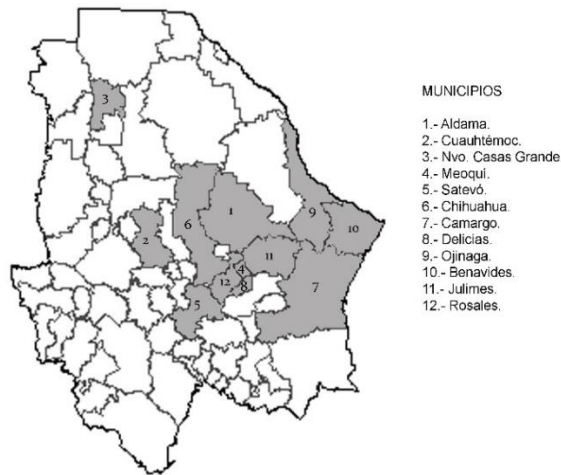 3
6
1
2
9
10
11
4
12
8
7
5
MUNICIPIOS
1.- Aldama.
2.- Cuauhtémoc.
3.- Nvo. Casas Grande
4.- Meoqui.
5.- Satevó.
6.- Chihuahua.
7.- Camargo.
8.- Delicias.
9.- Ojinaga.
10.- Benavides.
11.- Julimes.
12.- Rosales.